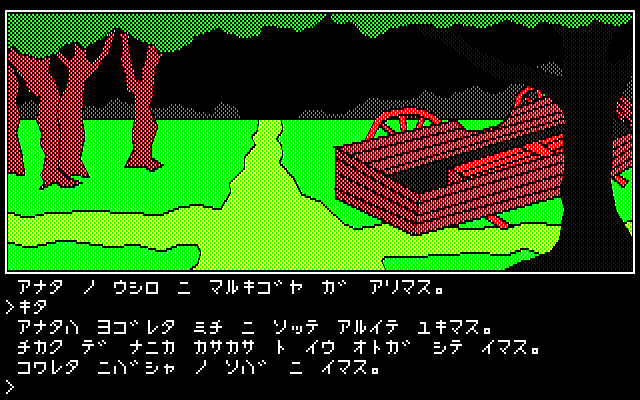 アナタ ノ ウシロ ニ マルキゴヤ ガ アリマス。
>キタ
アナタハ ヨゴレタ ミチ ニ ソッテ アルイテ ユキマス。
チカク デ ナニカ カサカサ ト イウ オトガ シテ イマス。
コワレタ ニバシャ ノ ソバ ニ イマス。
>